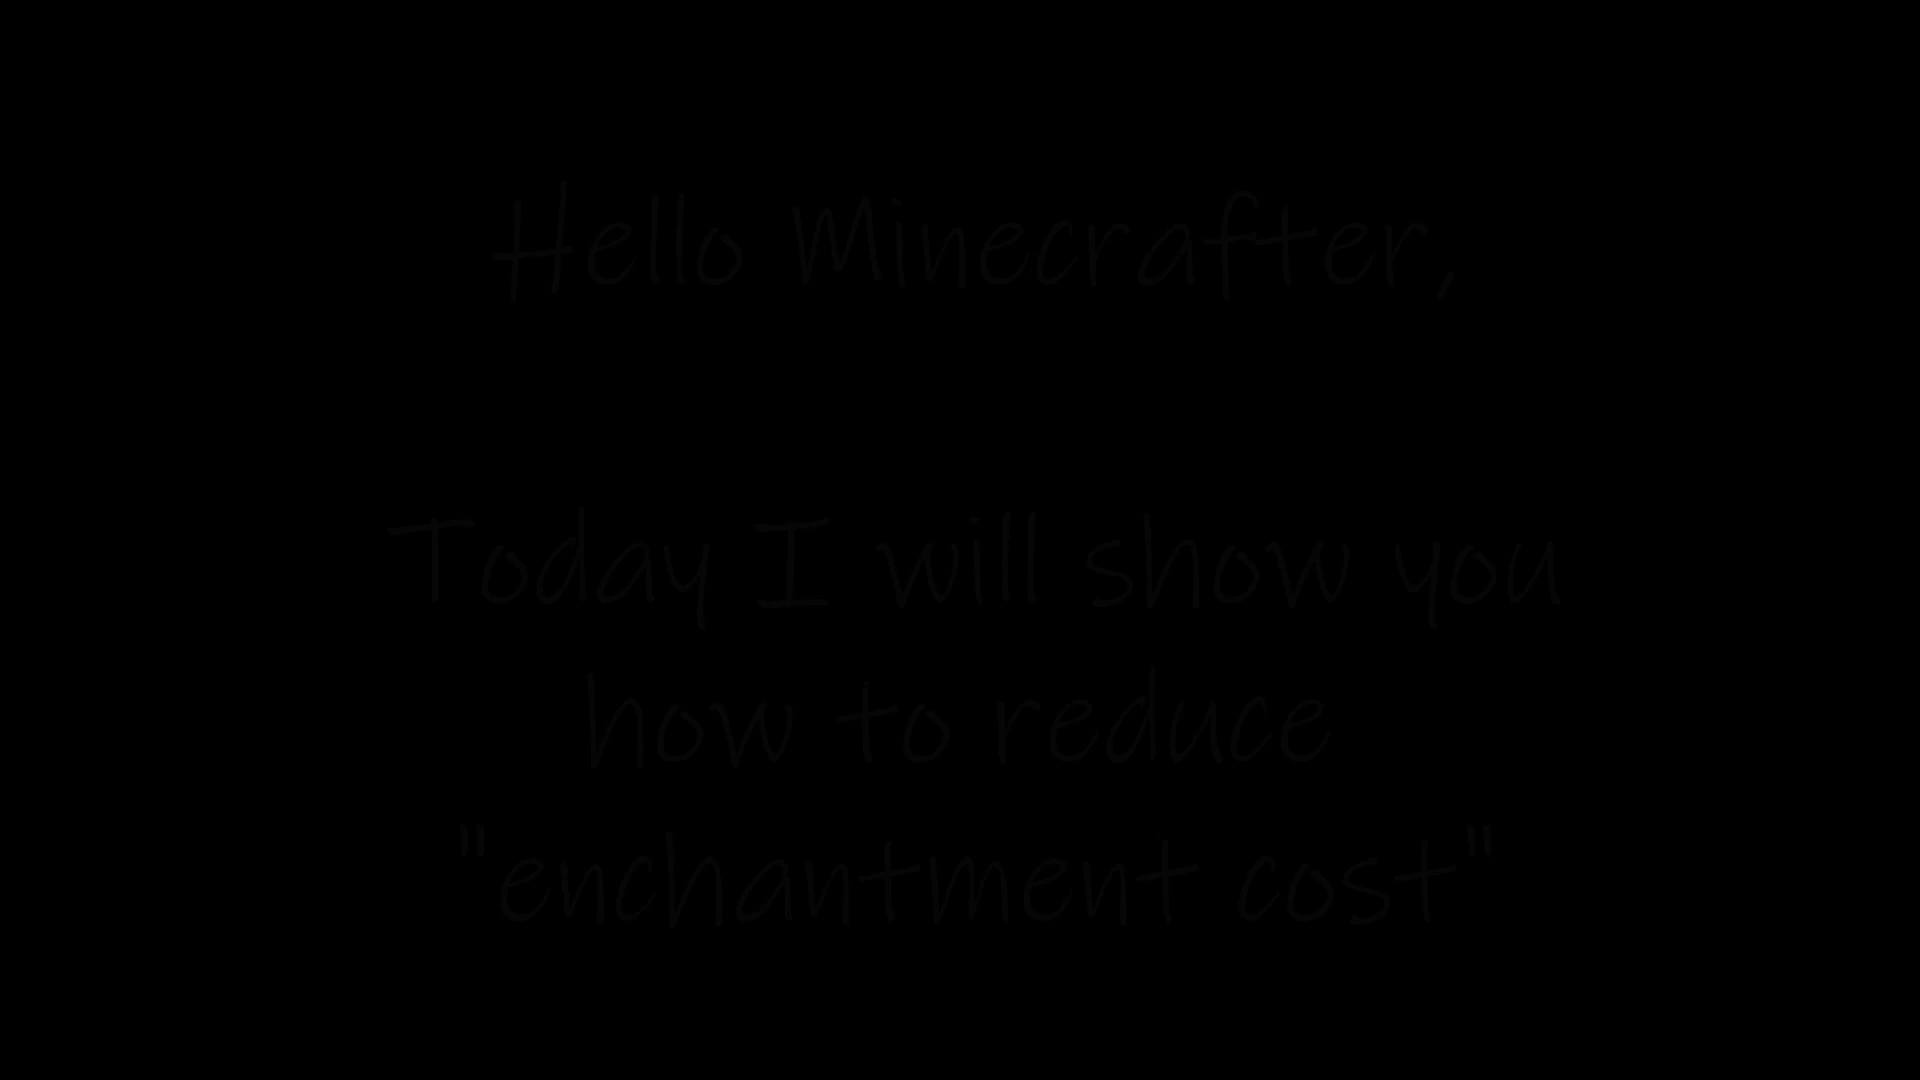 Hello Minecrafter,
Today I will show you
how to reduce
"enchantment cost"